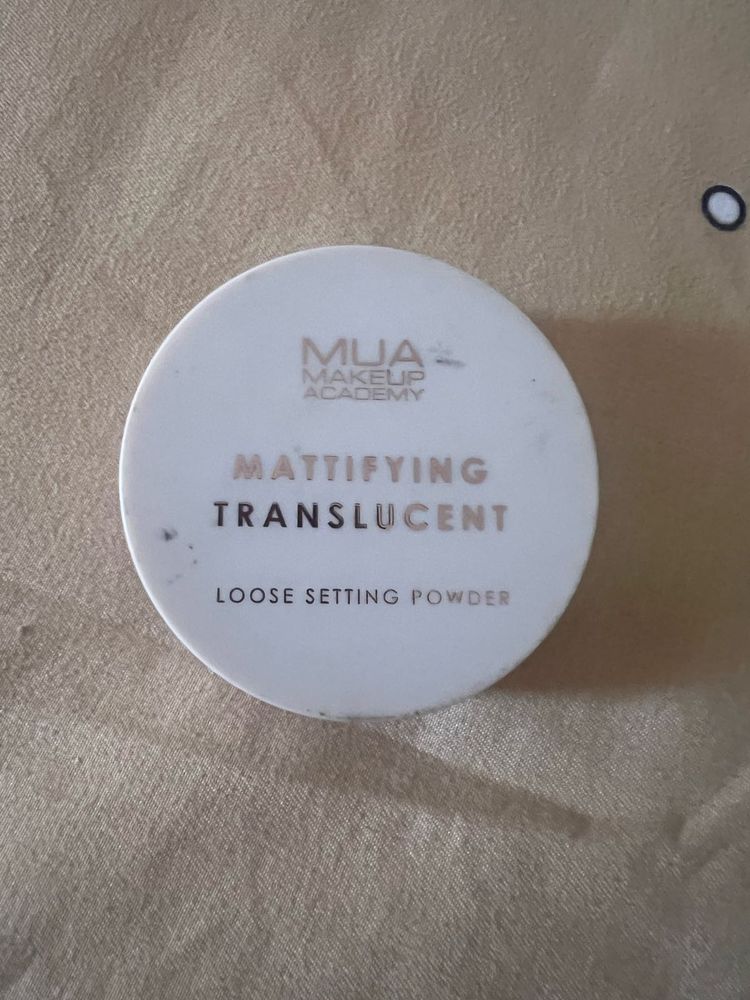 MUA
MAKEUP
ACADEMY
MATTIFYING
TRANSLUCENT
LOOSE SETTING POWDER